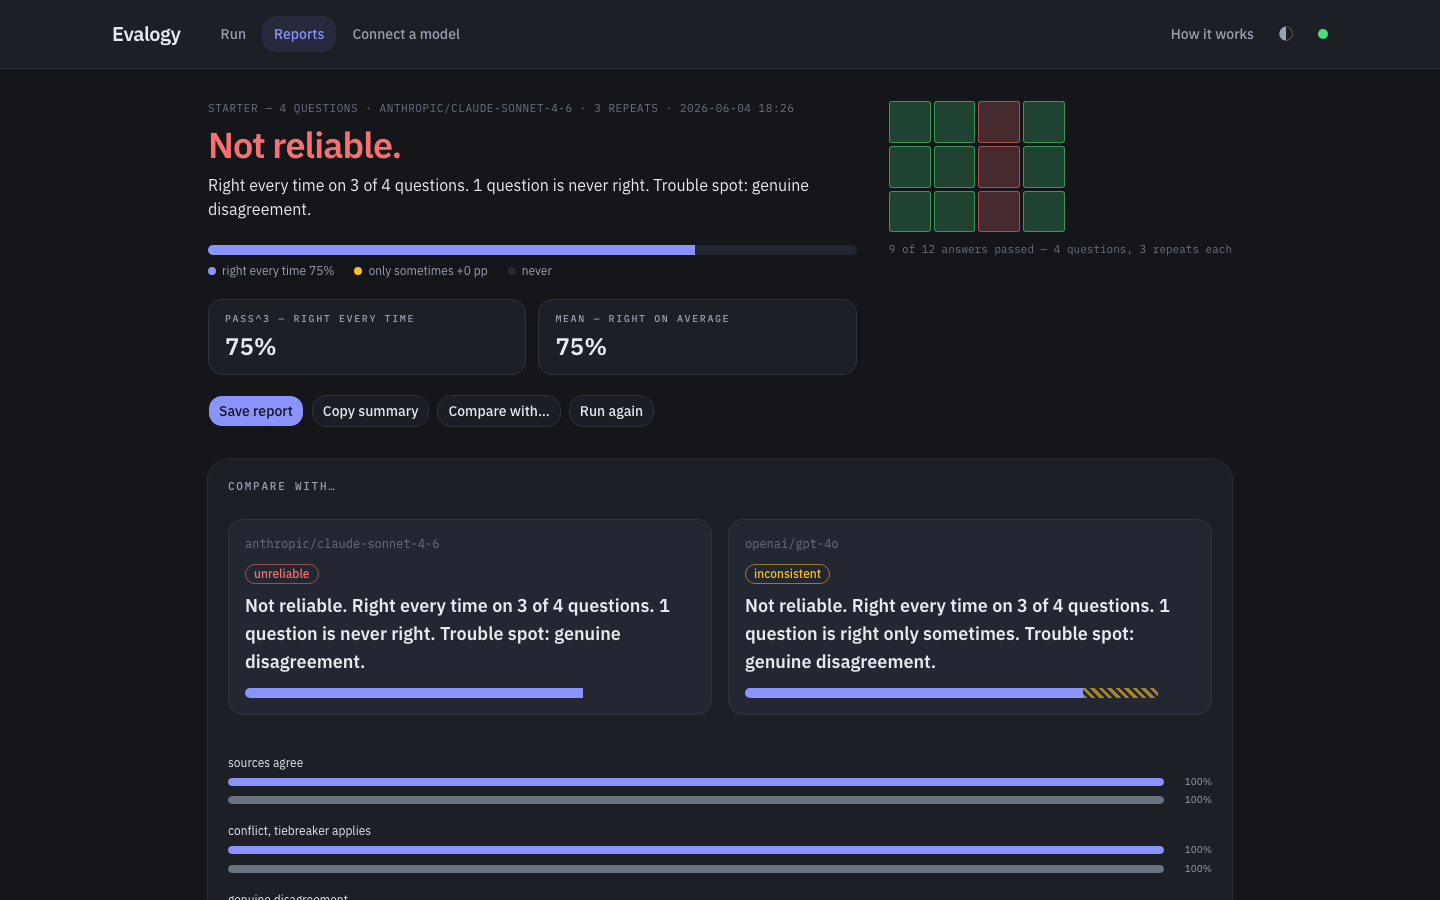 Evalogy
Run
Reports
Connect a model
How it works
STARTER — 4 QUESTIONS · ANTHROPIC/CLAUDE-SONNET-4-6 · 3 REPEATS · 2026-06-04 18:26
Not reliable.
Right every time on 3 of 4 questions. 1 question is never right. Trouble spot: genuine
disagreement.
right every time 75%
only sometimes +0 pp
never
9 of 12 answers passed — 4 questions, 3 repeats each
PASS^3 — RIGHT EVERY TIME
75%
MEAN — RIGHT ON AVERAGE
75%
Save report
Copy summary
Compare with...
Run again
COMPARE WITH…
anthropic/claude-sonnet-4-6
unreliable
Not reliable. Right every time on 3 of 4 questions. 1
question is never right. Trouble spot: genuine
disagreement.
openai/gpt-4o
inconsistent
Not reliable. Right every time on 3 of 4 questions. 1
question is right only sometimes. Trouble spot:
genuine disagreement.
sources agree
100%
100%
conflict, tiebreaker applies
100%
100%
genuine disagreement